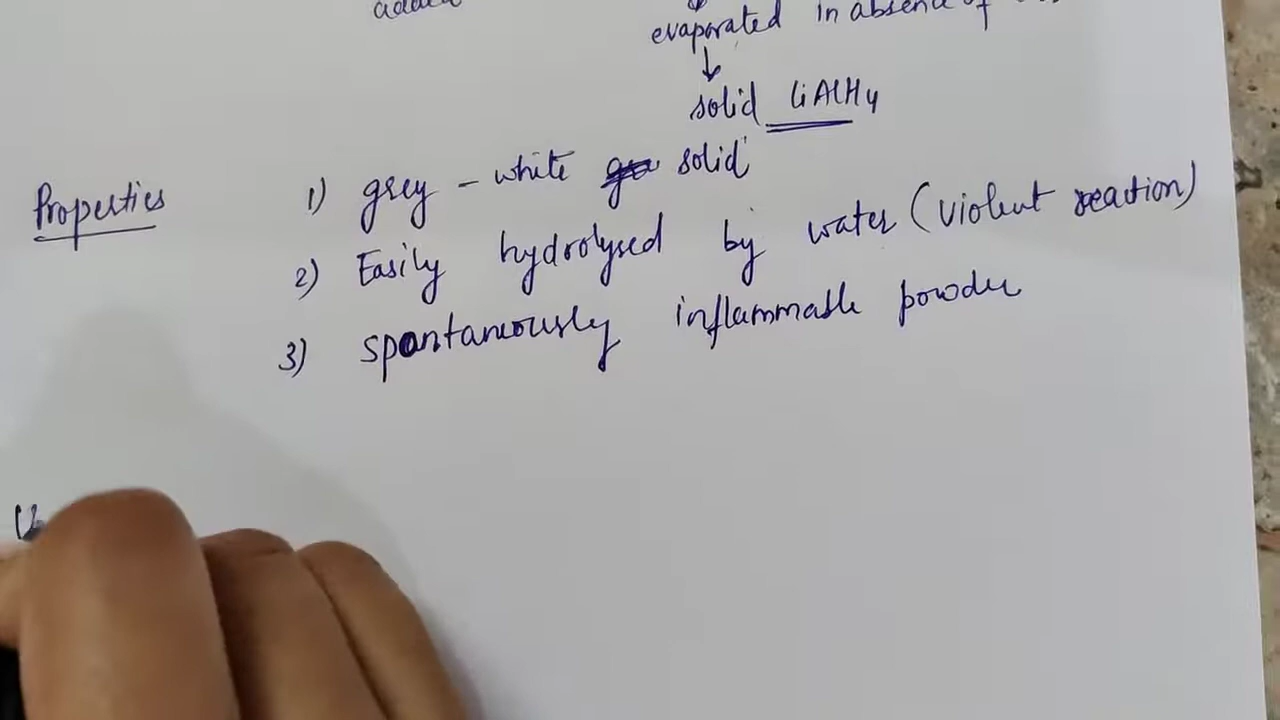 added
evaporated in absence of
↓
solid LiAlH4
Properties
1) grey - white solid
2) Easily hydrolysed by water (violent reaction)
3) spontaneously inflammable powder